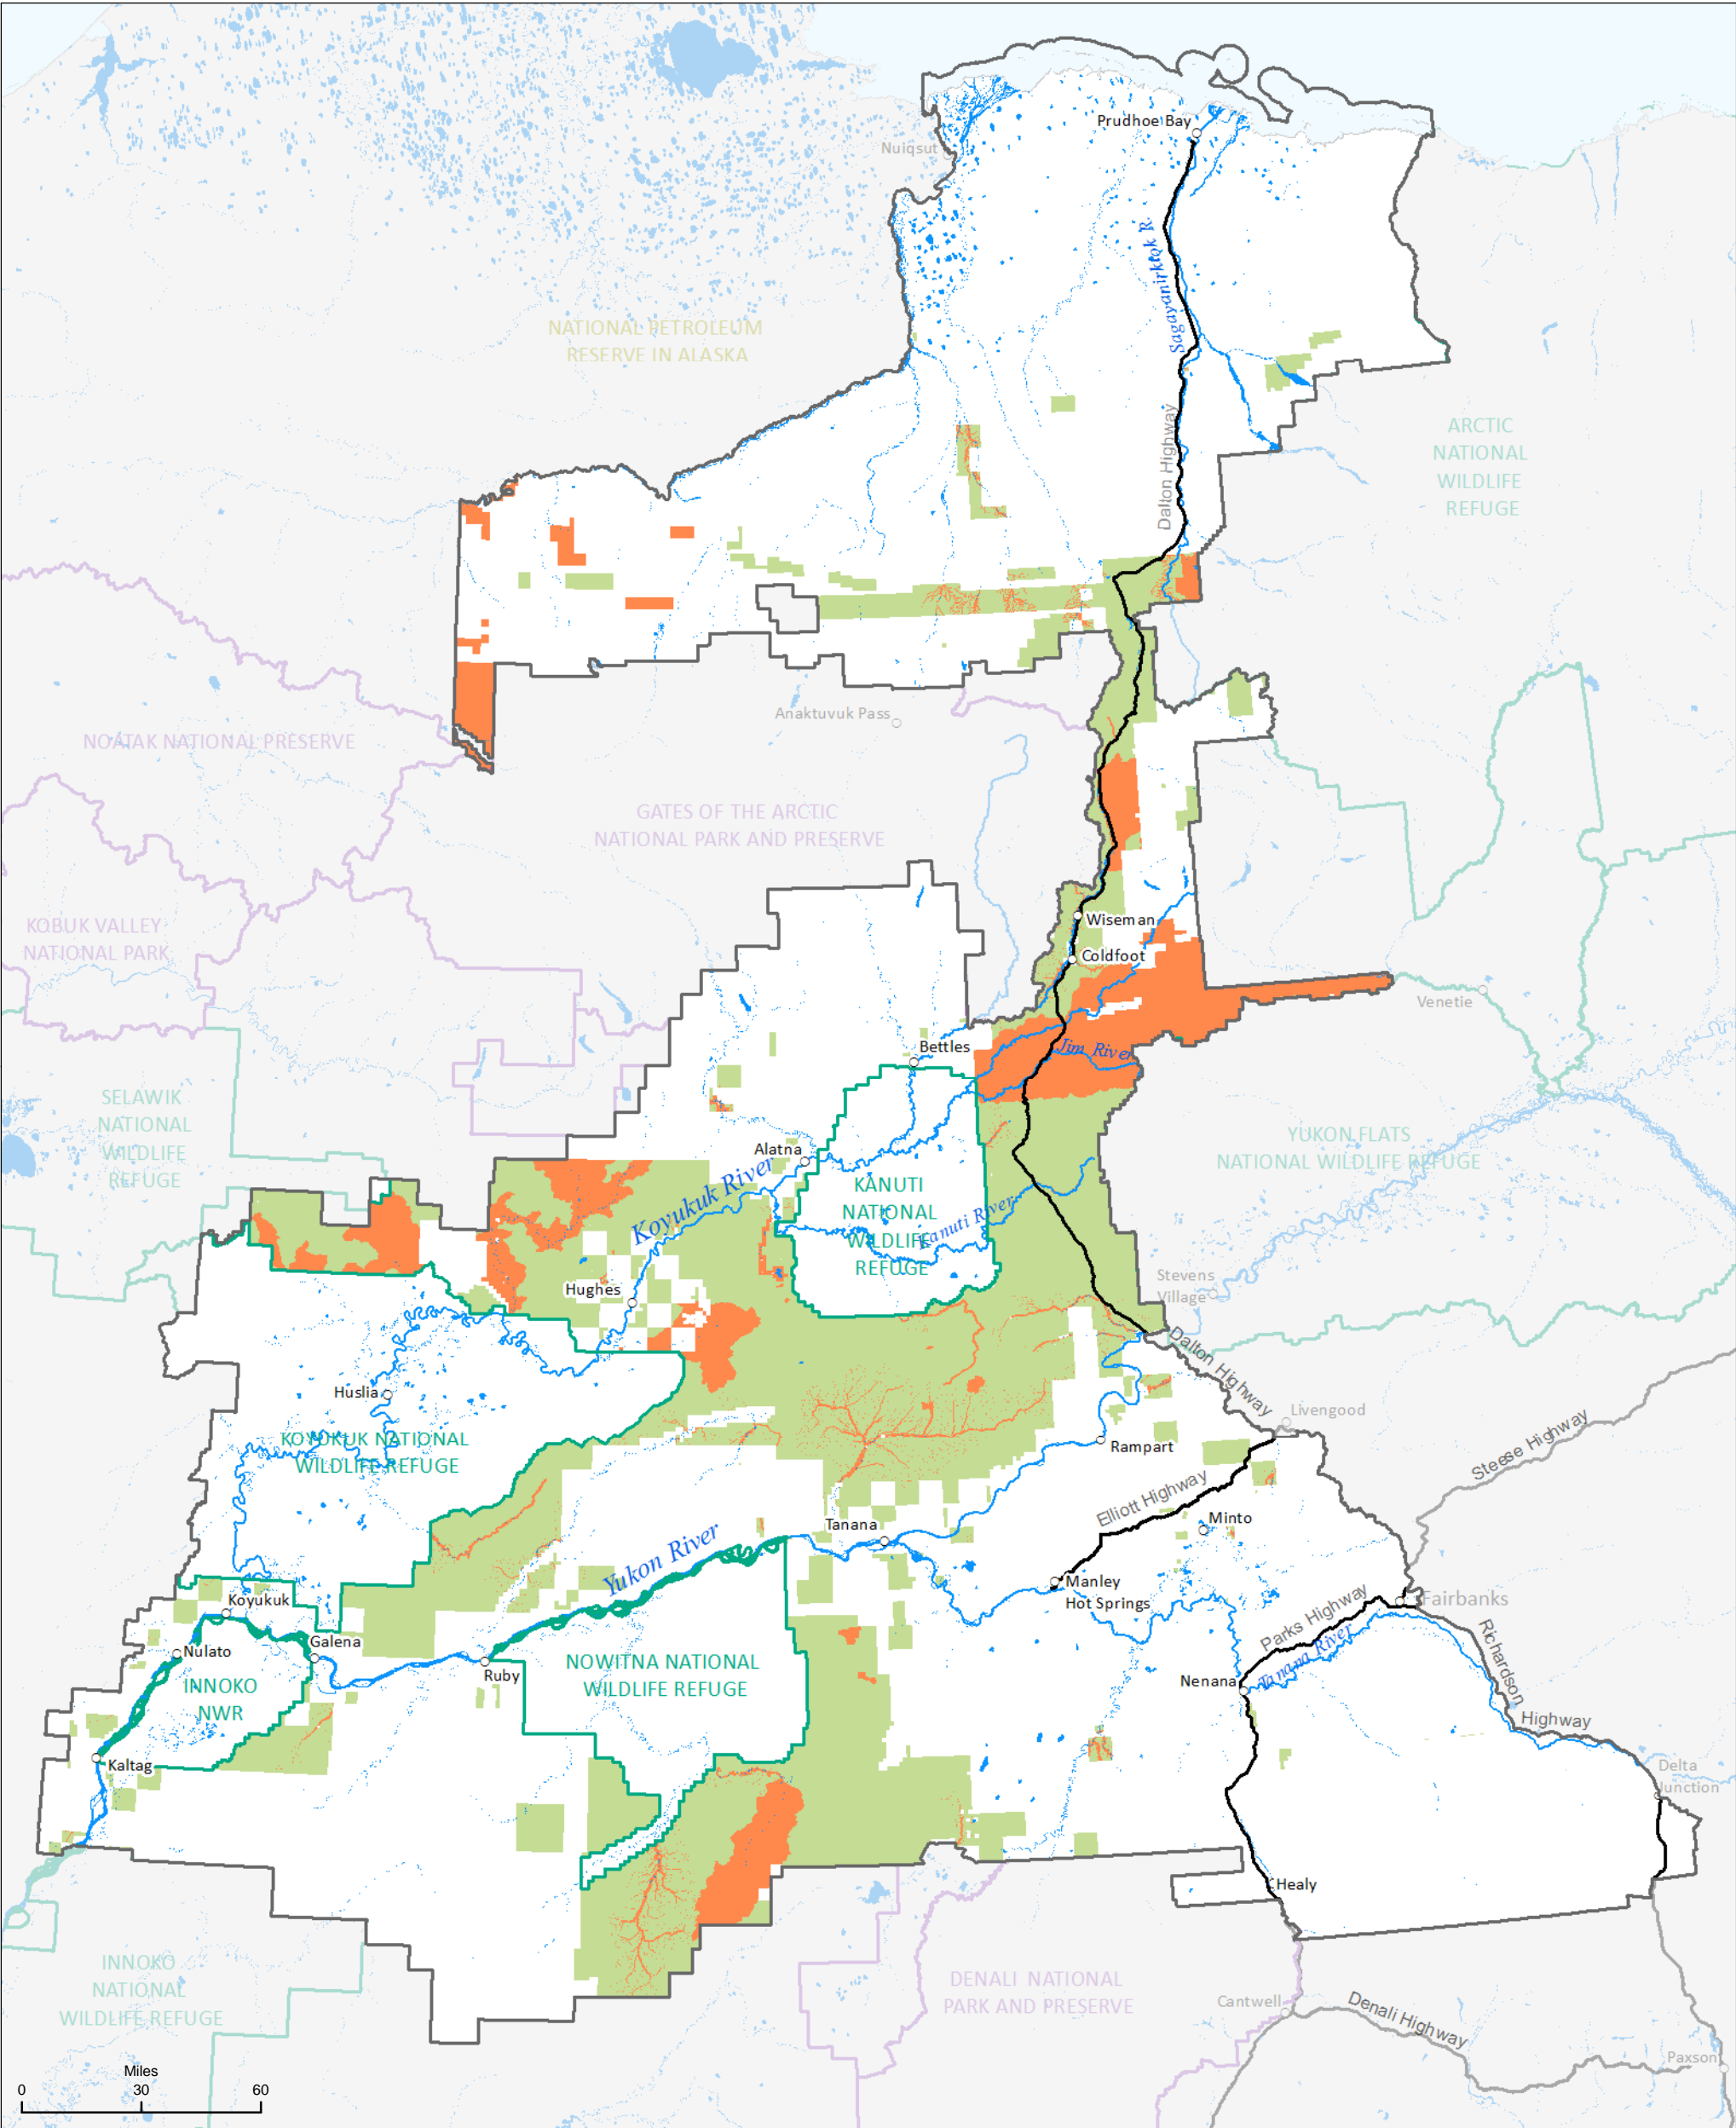 Prudhoe Bay
Nuiqsut
Sagavanirktok R.
NATIONAL PETROLEUM
RESERVE IN ALASKA
Dalton Highway
ARCTIC
NATIONAL
WILDLIFE
REFUGE
Anaktuvuk Pass
NOATAK NATIONAL PRESERVE
GATES OF THE ARCTIC
NATIONAL PARK AND PRESERVE
KOBUK VALLEY
NATIONAL PARK
Wiseman
Coldfoot
Venetie
Bettles
Jim River
SELAWIK
NATIONAL
WILDLIFE
REFUGE
YUKON FLATS
NATIONAL WILDLIFE REFUGE
Alatna
Koyukuk River
KANUTI
NATIONAL
WILDLIFE
REFUGE
Kanuti River
Stevens
Village
Hughes
Dalton Highway
Huslia
Livengood
KOYUKUK NATIONAL
WILDLIFE REFUGE
Rampart
Steese Highway
Elliott Highway
Minto
Tanana
Yukon River
Manley
Hot Springs
Koyukuk
Parks Highway
Fairbanks
Nulato
Galena
Ruby
INNOKO
NWR
NOWITNA NATIONAL
WILDLIFE REFUGE
Tanana River
Nenana
Richardson
Highway
Kaltag
Delta
Junction
Healy
INNOKO
NATIONAL
WILDLIFE REFUGE
DENALI NATIONAL
PARK AND PRESERVE
Cantwell
Denali Highway
Paxson
Miles
0 30 60